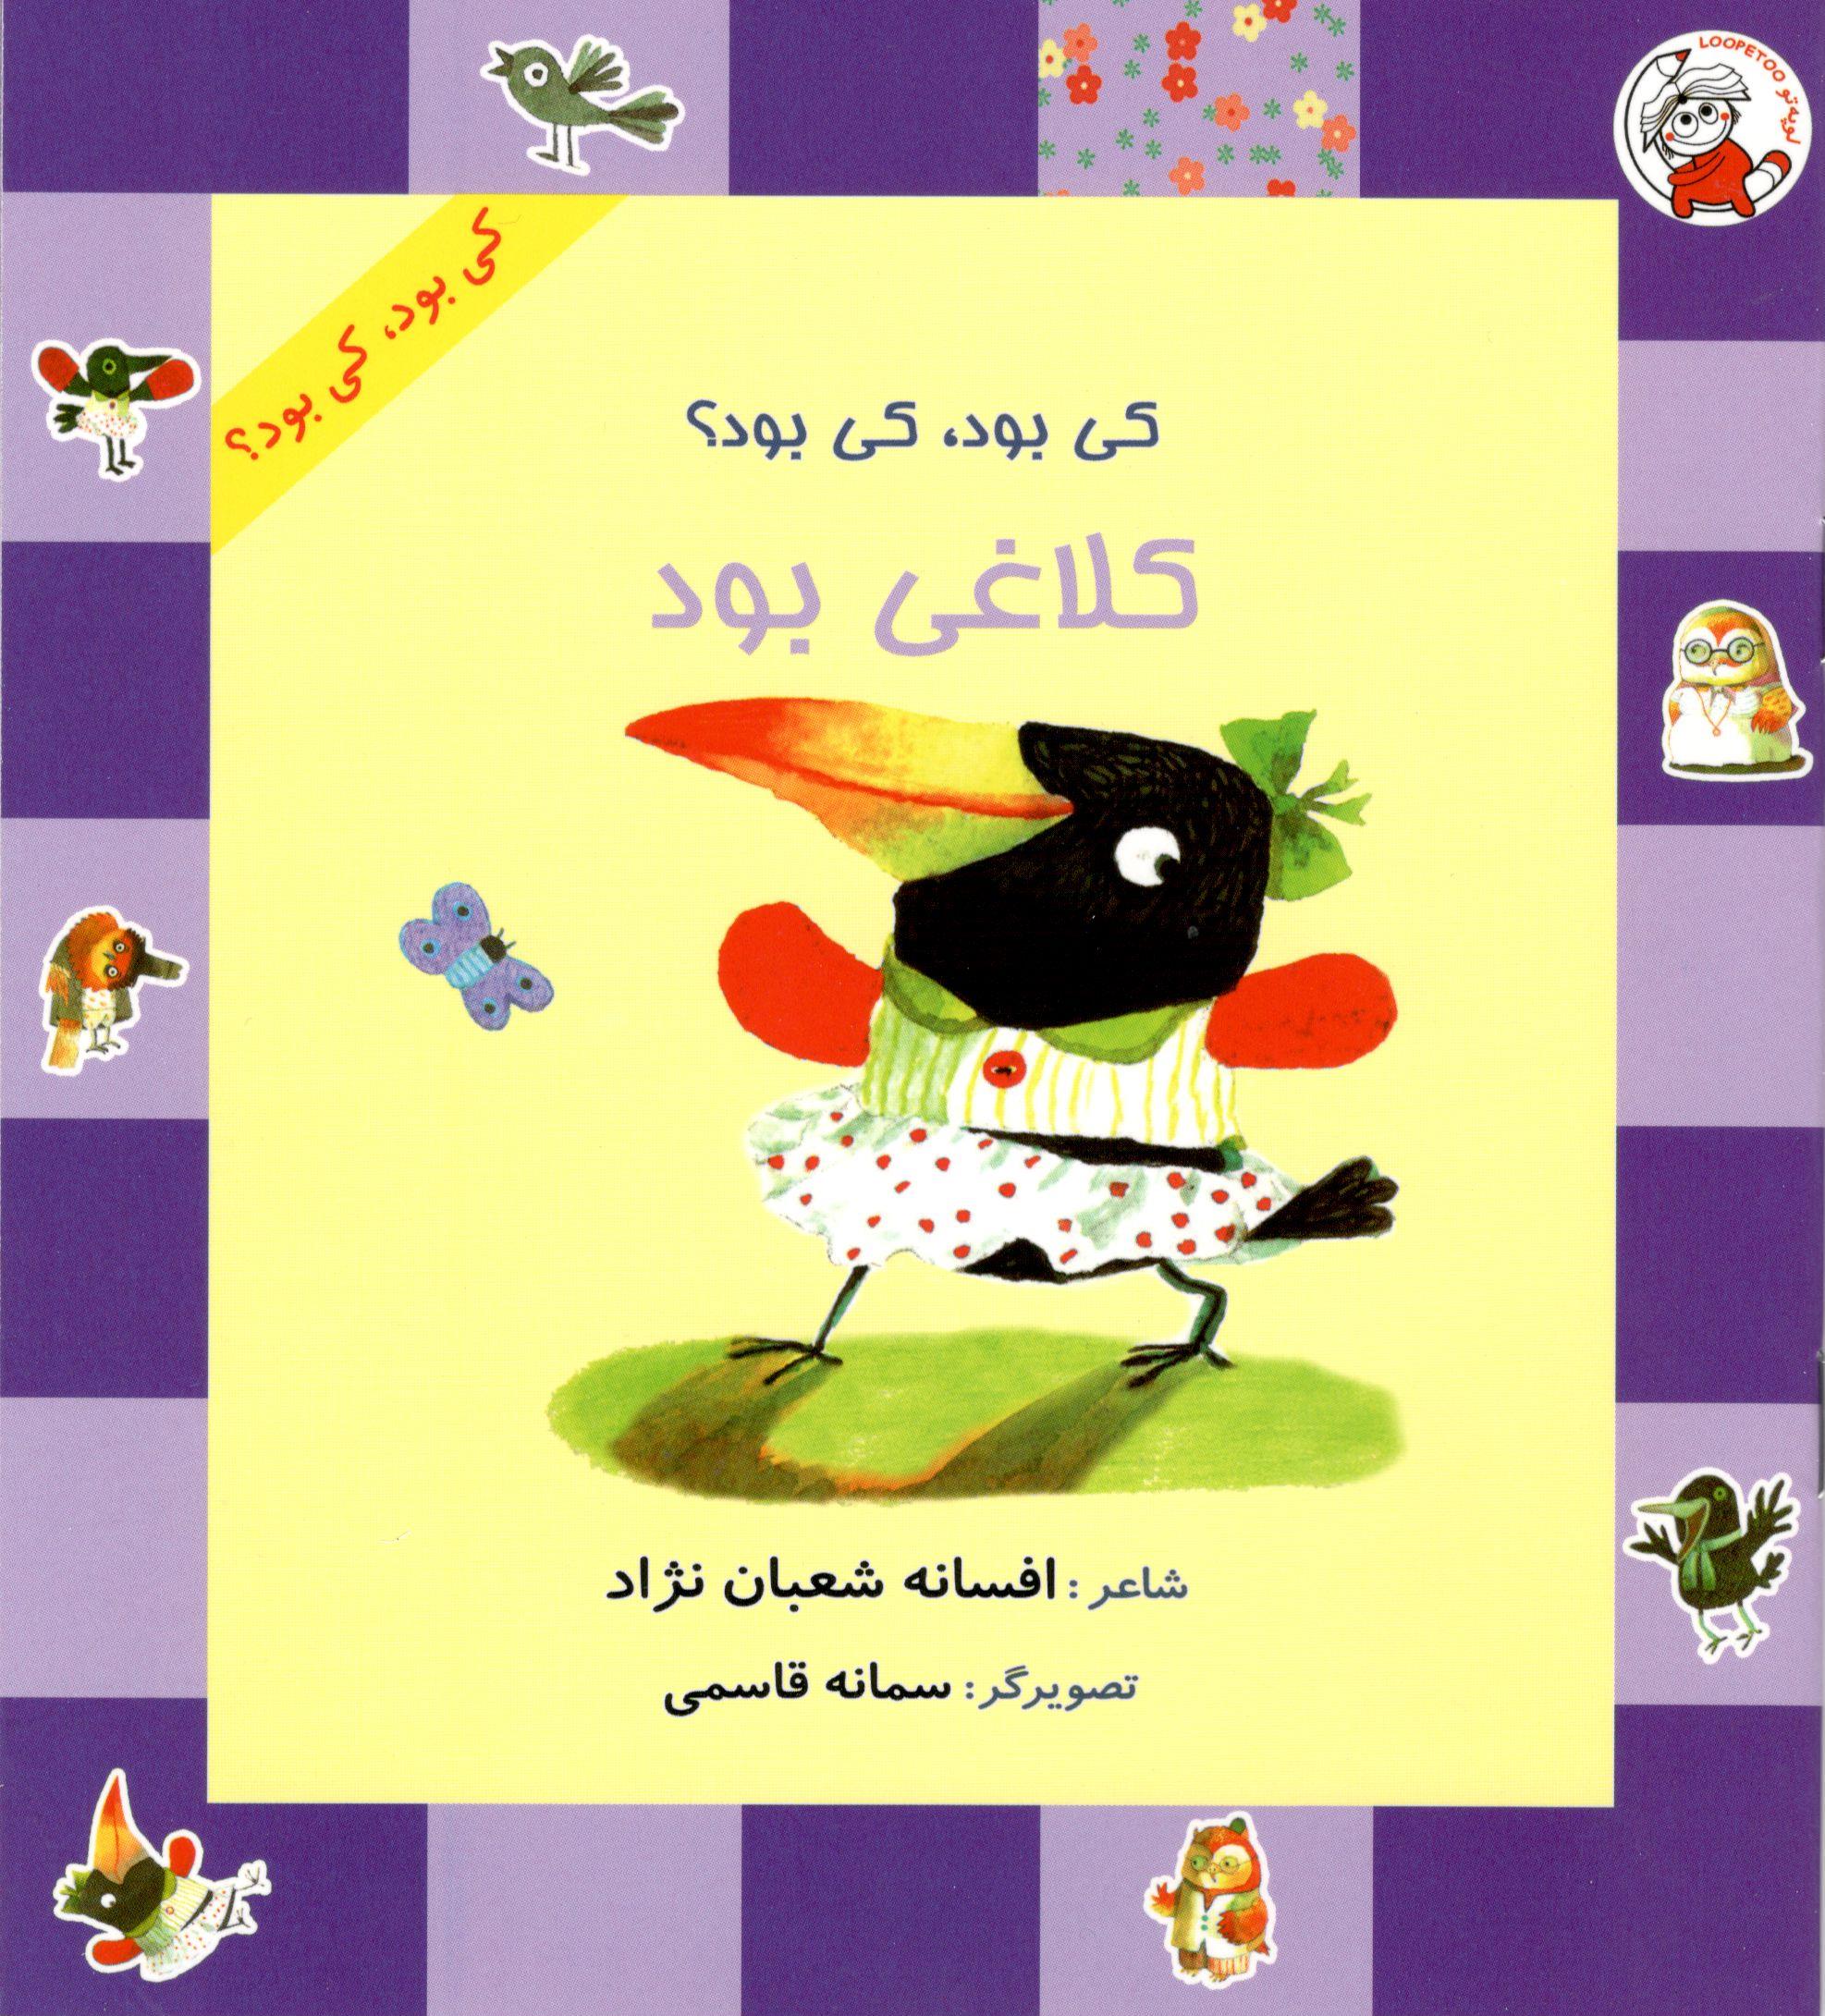 LOOPETOO لوپه‌تو
کی بود، کی بود؟
کی بود، کی بود؟
کلاغی بود
شاعر : افسانه شعبان نژاد
تصویرگر: سمانه قاسمی